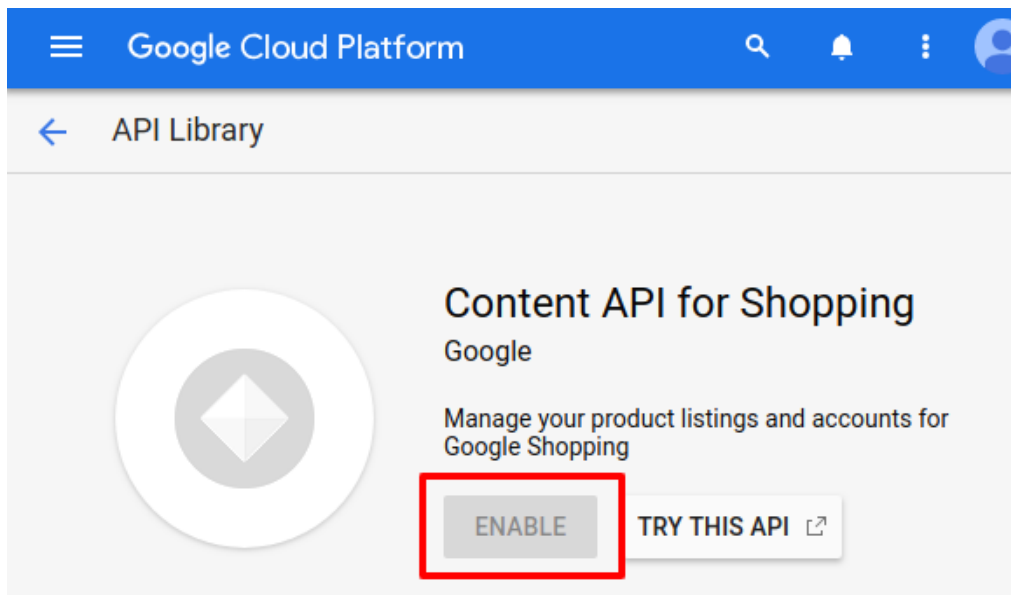 Google Cloud Platform
API Library
Content API for Shopping
Google
Manage your product listings and accounts for
Google Shopping
ENABLE TRY THIS API